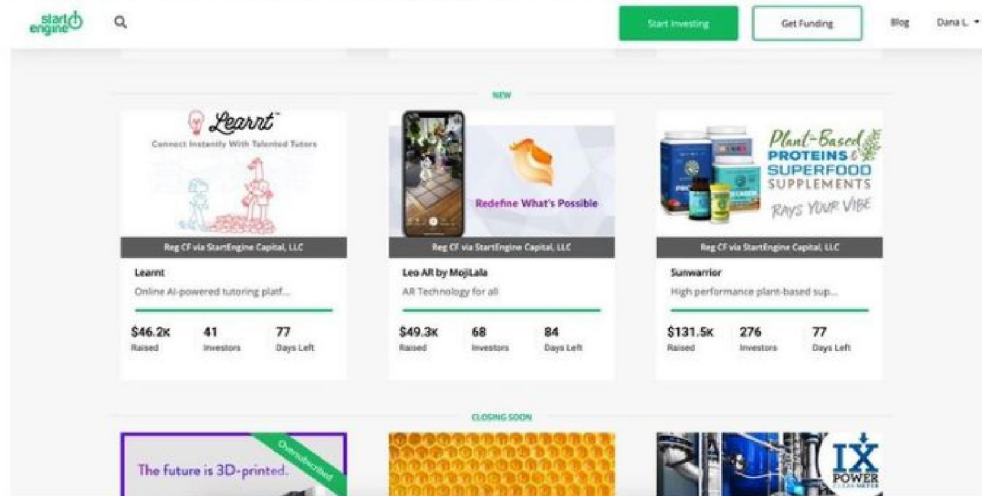 start
engine
Start Investing
Get Funding
Blog
Dana L.
NEW
Learnt™
Connect Instantly With Talented Tutors
Reg CF via StartEngine Capital, LLC
Learnt
Online AI-powered tutoring platf...
$46.2K 41 77
Raised Investors Days Left
Redefine What's Possible
Reg CF via StartEngine Capital, LLC
Leo AR by MojiLala
AR Technology for all
$49.3K 68 84
Raised Investors Days Left
Plant-Based
PROTEINS &
SUPERFOOD
SUPPLEMENTS
RAYS YOUR VIBE
Reg CF via StartEngine Capital, LLC
Sunwarrior
High performance plant-based sup...
$131.5K 276 77
Raised Investors Days Left
CLOSING SOON
The future is 3D-printed.
Oversubscribed
IX
POWER
CLEAN WATER